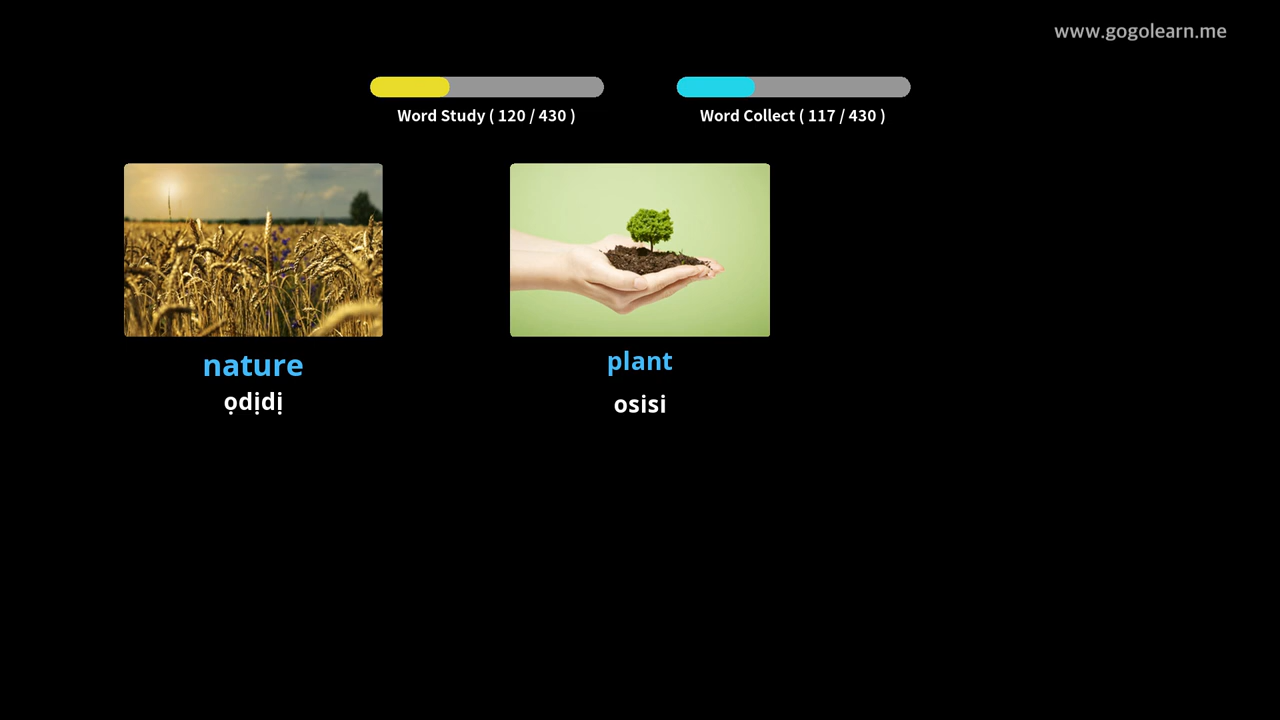 www.gogolearn.me
Word Study ( 120 / 430 )
Word Collect ( 117 / 430 )
nature
ọdịdị
plant
osisi